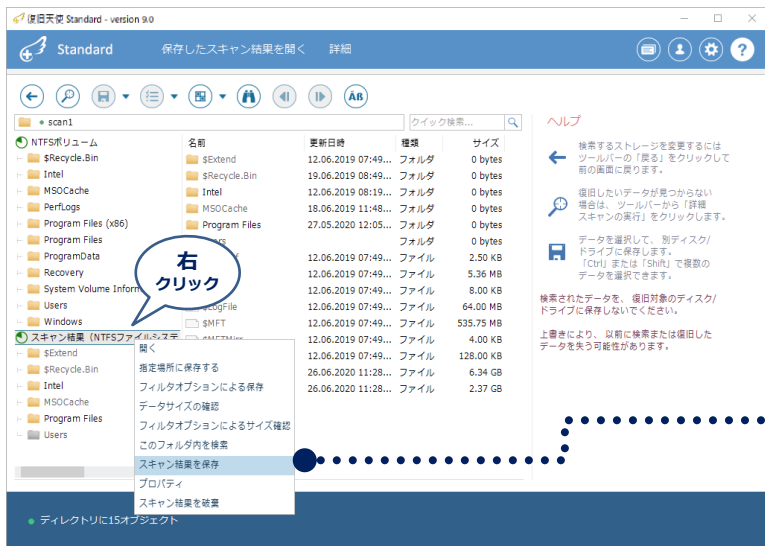 復旧天使 Standard - version 9.0
Standard 保存したスキャン結果を開く 詳細
?
Äß
scan1 クイック検索...
NTFSボリューム
$Recycle.Bin
Intel
MSOCache
PerfLogs
Program Files (x86)
Program Files
ProgramData
Recovery
System Volume Inform
Users
Windows
スキャン結果（NTFSファイルシステ
$Extend
$Recycle.Bin
Intel
MSOCache
Program Files
Users
名前 更新日時 種類 サイズ
$Extend 12.06.2019 07:49... フォルダ 0 bytes
$Recycle.Bin 19.06.2019 08:49... フォルダ 0 bytes
Intel 12.06.2019 08:19... フォルダ 0 bytes
MSOCache 18.06.2019 11:48... フォルダ 0 bytes
Program Files 27.05.2020 12:05... フォルダ 0 bytes
フォルダ 0 bytes
12.06.2019 07:49... ファイル 2.50 KB
12.06.2019 07:49... ファイル 5.36 MB
12.06.2019 07:49... ファイル 8.00 KB
$LogFile 12.06.2019 07:49... ファイル 64.00 MB
$MFT 12.06.2019 07:49... ファイル 535.75 MB
$MFTMirr 12.06.2019 07:49... ファイル 4.00 KB
12.06.2019 07:49... ファイル 128.00 KB
26.06.2020 11:28... ファイル 6.34 GB
26.06.2020 11:28... ファイル 2.37 GB
右
クリック
開く
指定場所に保存する
フィルタオプションによる保存
データサイズの確認
フィルタオプションによるサイズ確認
このフォルダ内を検索
スキャン結果を保存
プロパティ
スキャン結果を破棄
ヘルプ
検索するストレージを変更するには
ツールバーの「戻る」をクリックして
前の画面に戻ります。
復旧したいデータが見つからない
場合は、 ツールバーから「詳細
スキャンの実行」をクリックします。
データを選択して、 別ディスク/
ドライブに保存します。
「Ctrl」または「Shift」で複数の
データを選択できます。
検索されたデータを、 復旧対象のディスク/
ドライブに保存しないでください。
上書きにより、 以前に検索または復旧した
データを失う可能性があります。
ディレクトリに15オブジェクト